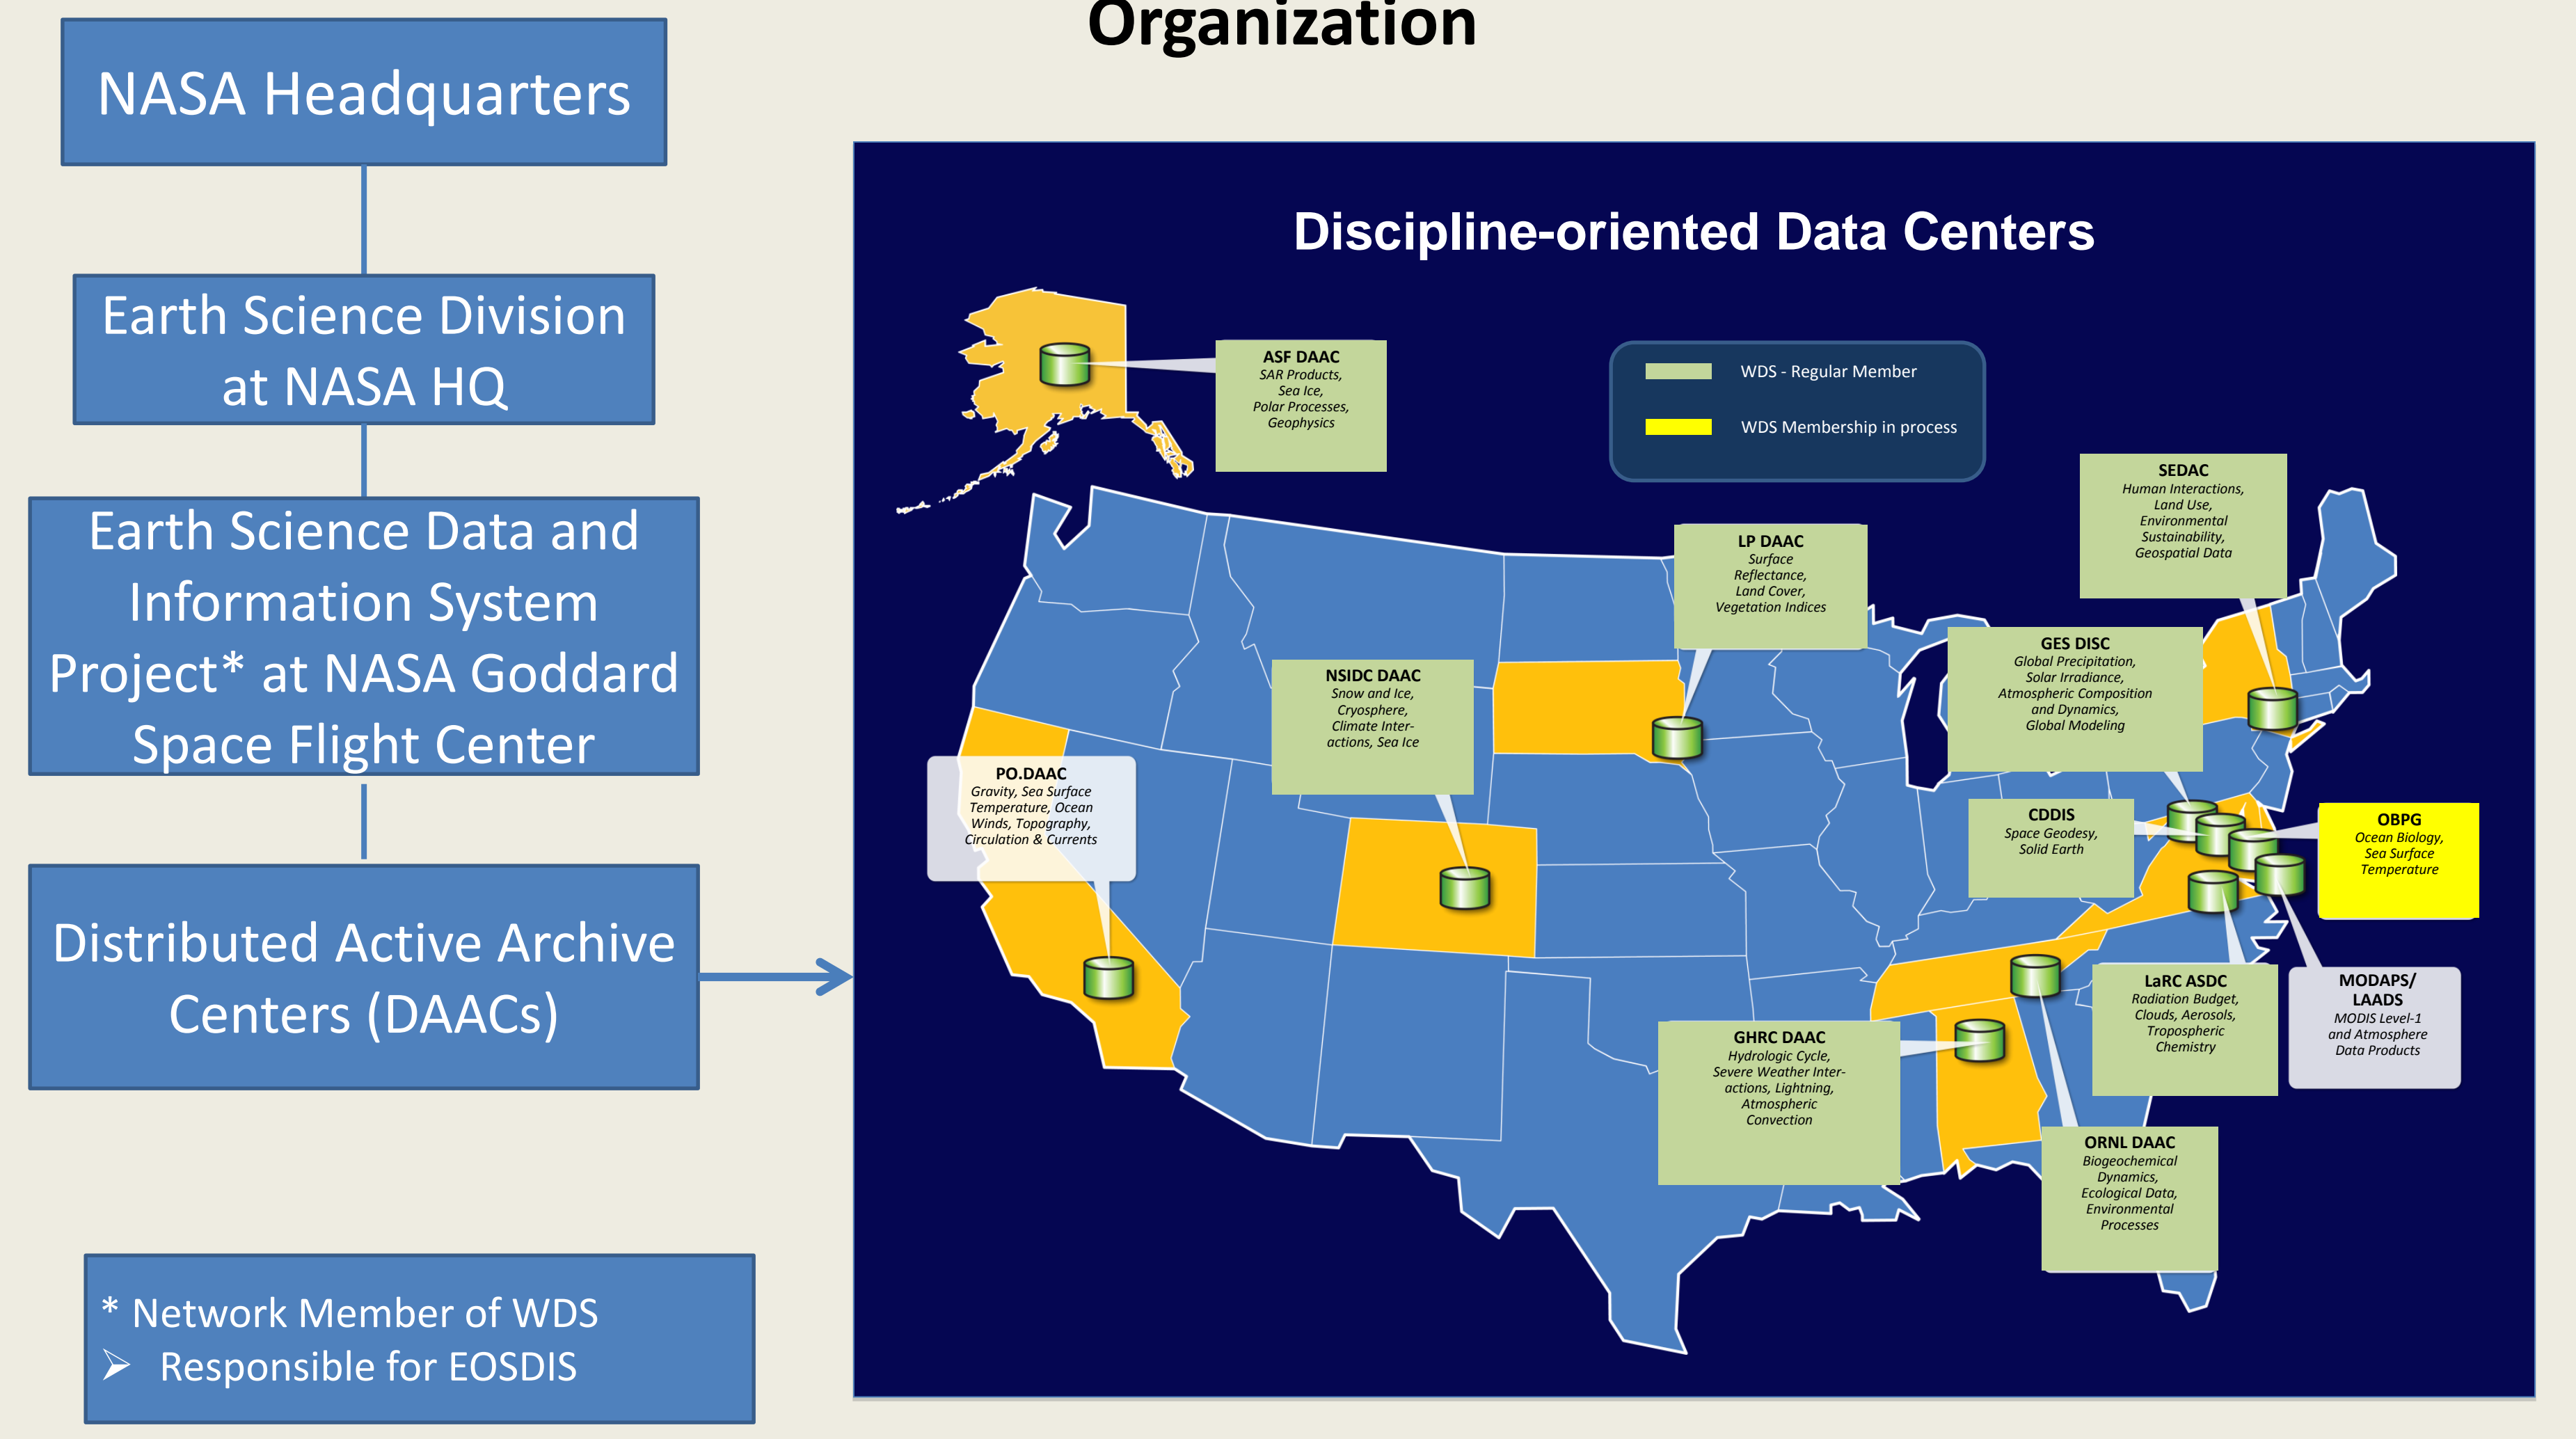 Organization
NASA Headquarters
Earth Science Division
at NASA HQ
Earth Science Data and
Information System
Project* at NASA Goddard
Space Flight Center
Distributed Active Archive
Centers (DAACs)
* Network Member of WDS
➢ Responsible for EOSDIS
Discipline-oriented Data Centers
ASF DAAC
SAR Products,
Sea Ice,
Polar Processes,
Geophysics
WDS - Regular Member
WDS Membership in process
SEDAC
Human Interactions,
Land Use,
Environmental
Sustainability,
Geospatial Data
LP DAAC
Surface
Reflectance,
Land Cover,
Vegetation Indices
GES DISC
Global Precipitation,
Solar Irradiance,
Atmospheric Composition
and Dynamics,
Global Modeling
NSIDC DAAC
Snow and Ice,
Cryosphere,
Climate Inter-
actions, Sea Ice
PO.DAAC
Gravity, Sea Surface
Temperature, Ocean
Winds, Topography,
Circulation & Currents
CDDIS
Space Geodesy,
Solid Earth
OBPG
Ocean Biology,
Sea Surface
Temperature
LaRC ASDC
Radiation Budget,
Clouds, Aerosols,
Tropospheric
Chemistry
MODAPS/
LAADS
MODIS Level-1
and Atmosphere
Data Products
GHRC DAAC
Hydrologic Cycle,
Severe Weather Inter-
actions, Lightning,
Atmospheric
Convection
ORNL DAAC
Biogeochemical
Dynamics,
Ecological Data,
Environmental
Processes